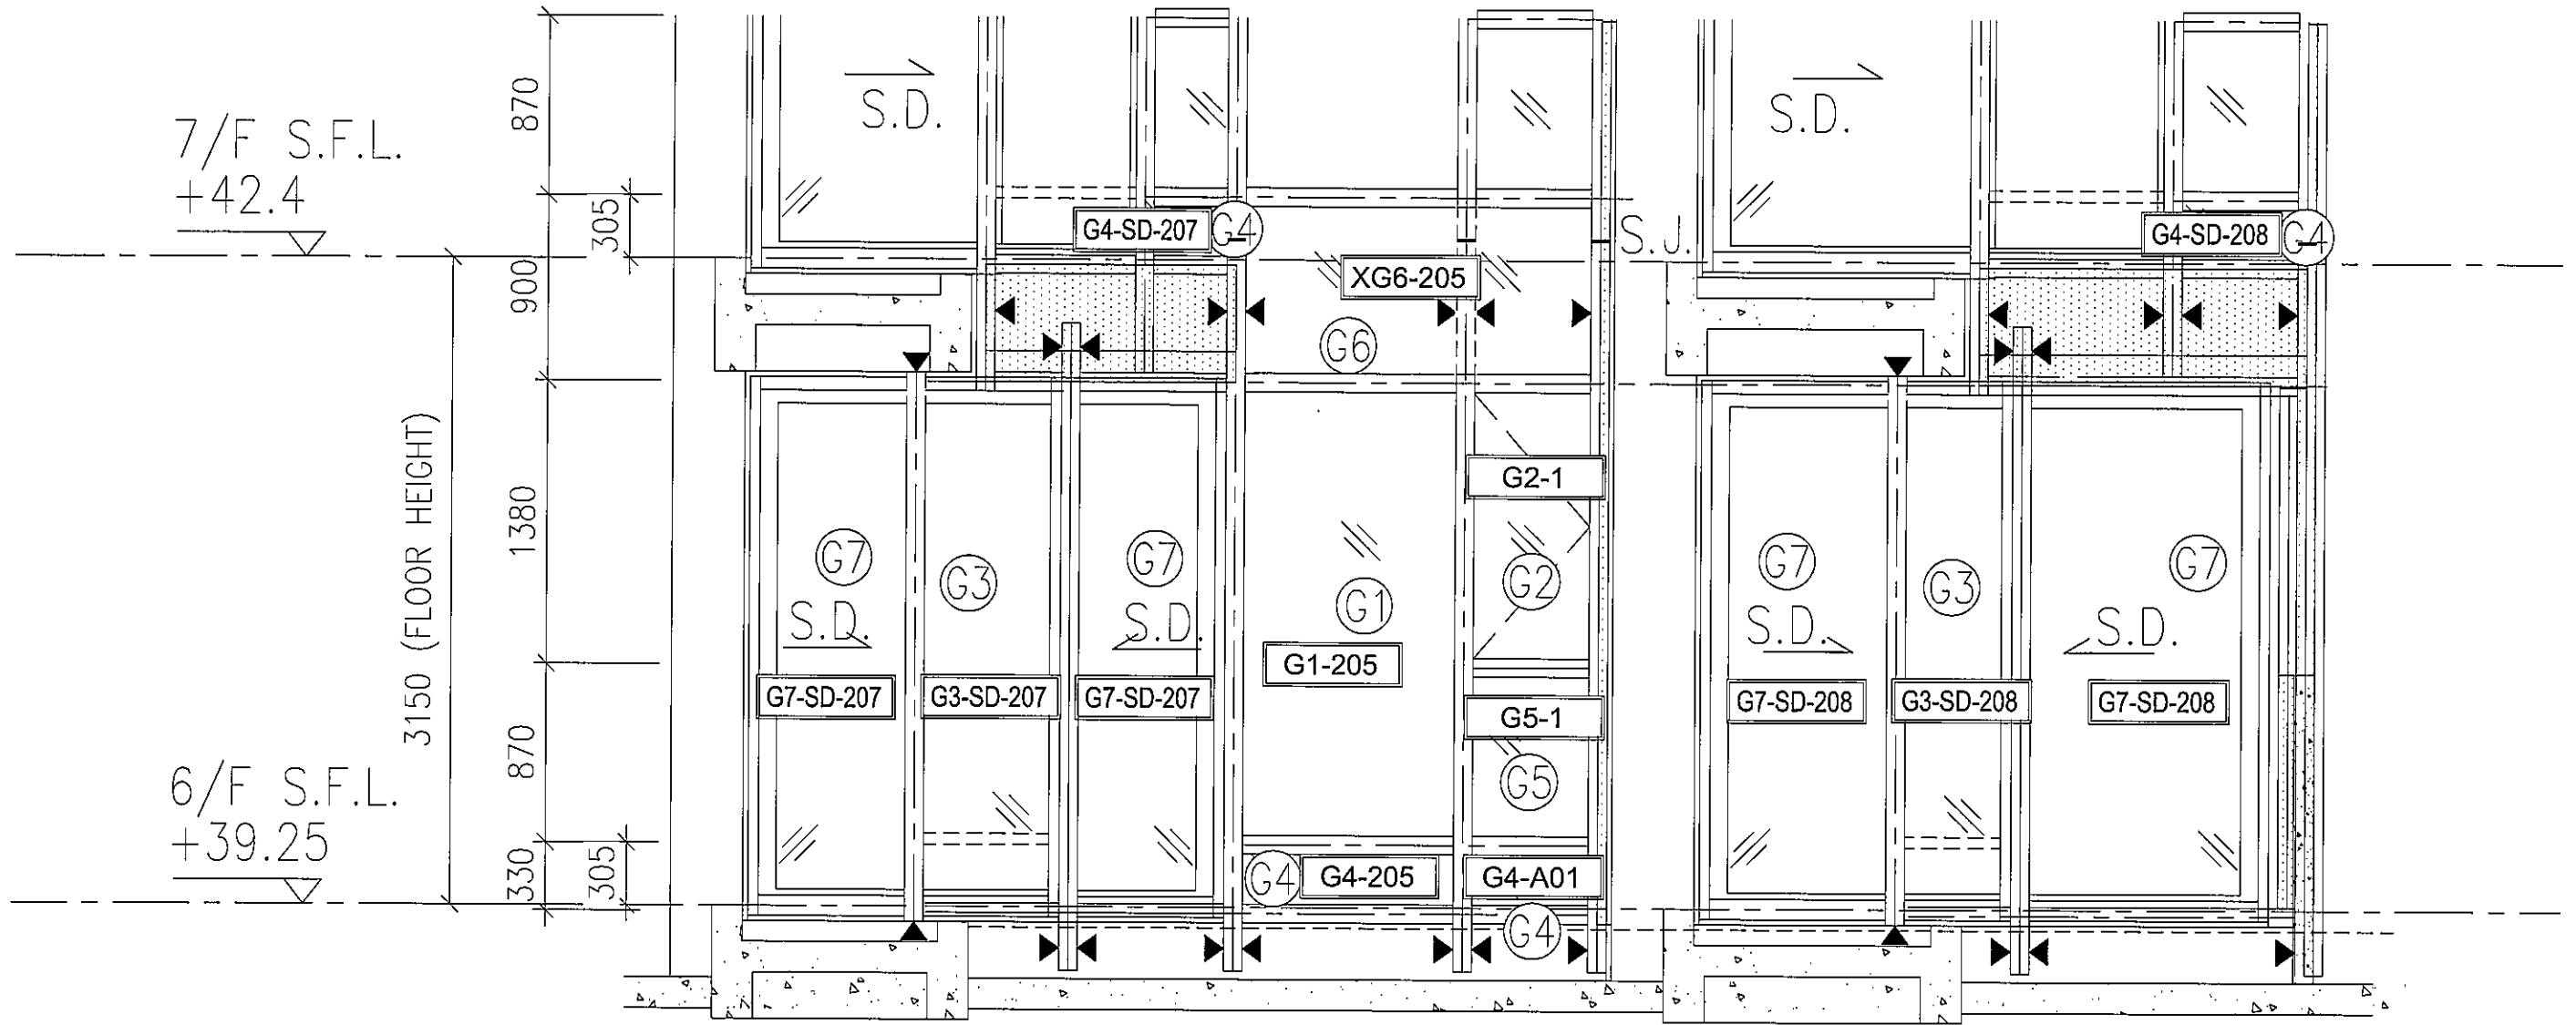 870
7/F S.F.L.
+42.4
305
900
S.D.
G4-SD-207
G4
S.J.
XG6-205
G6
S.D.
G4-SD-208
G4
3150 (FLOOR HEIGHT)
1380
870
330
305
6/F S.F.L.
+39.25
G7
S.D.
G7-SD-207
G3
G3-SD-207
G7
S.D.
G7-SD-207
G1
G1-205
G2-1
G2
G5-1
G5
G4
G4-205
G4-A01
G4
G7
S.D.
G7-SD-208
G3
G3-SD-208
G7
S.D.
G7-SD-208